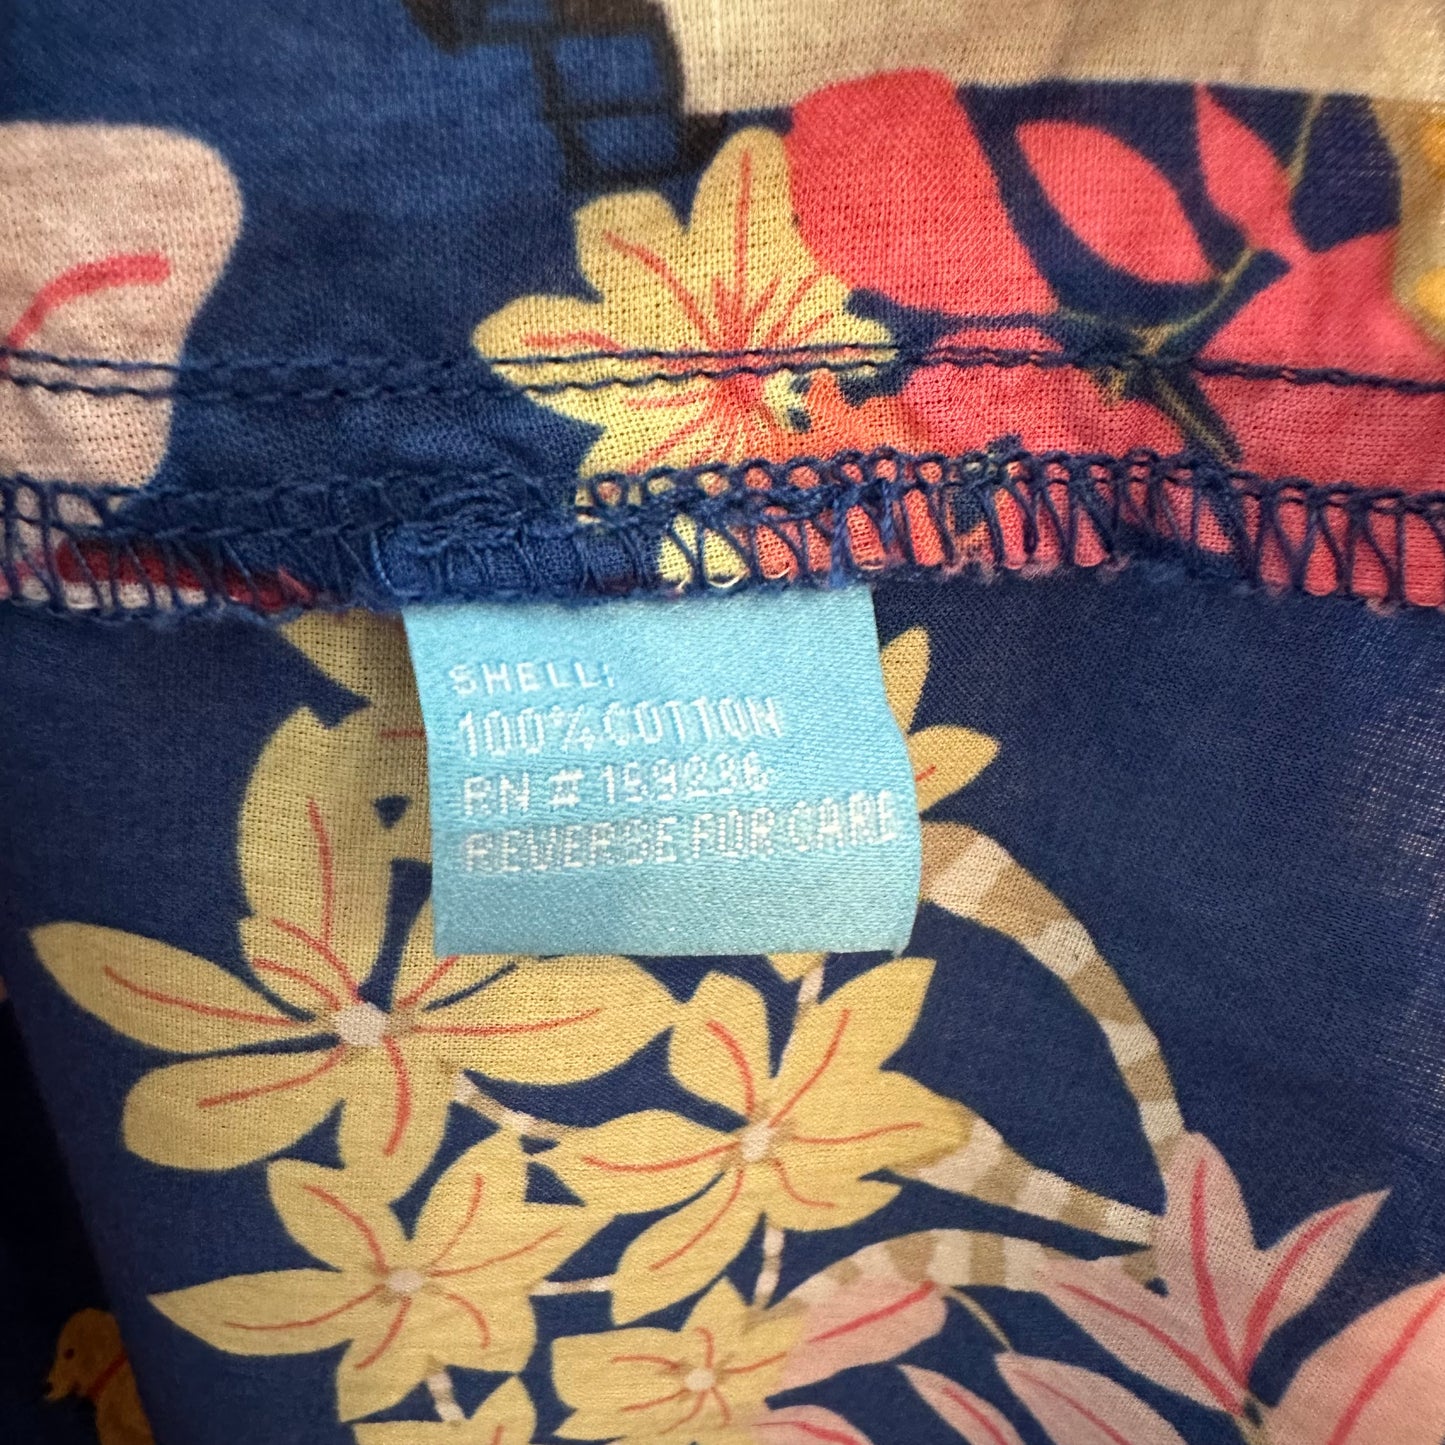 SHELL:
100% COTTON
RN # 159236
REVERSE FOR CARE